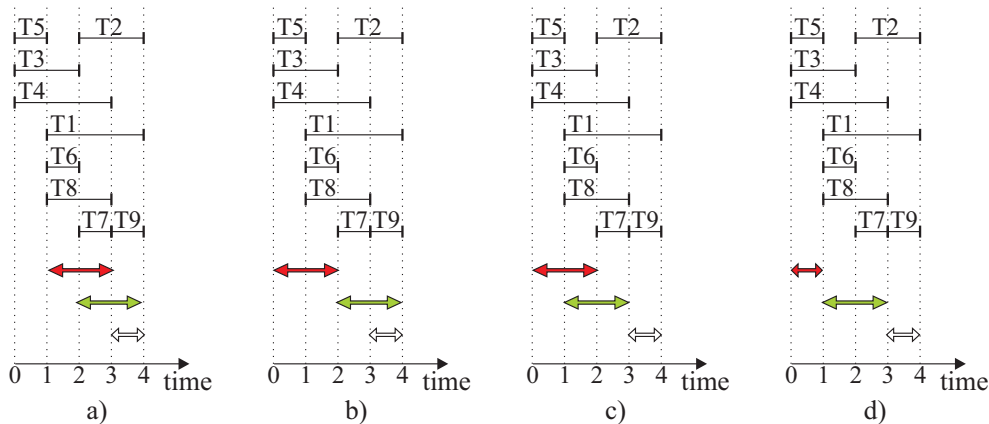 T5 T2 T5 T2 T5 T2 T5 T2
T3 T3 T3 T3
T4 T4 T4 T4
T1 T1 T1 T1
T6 T6 T6 T6
T8 T8 T8 T8
T7 T9 T7 T9 T7 T9 T7 T9
0 1 2 3 4 time 0 1 2 3 4 time 0 1 2 3 4 time 0 1 2 3 4 time
a) b) c) d)